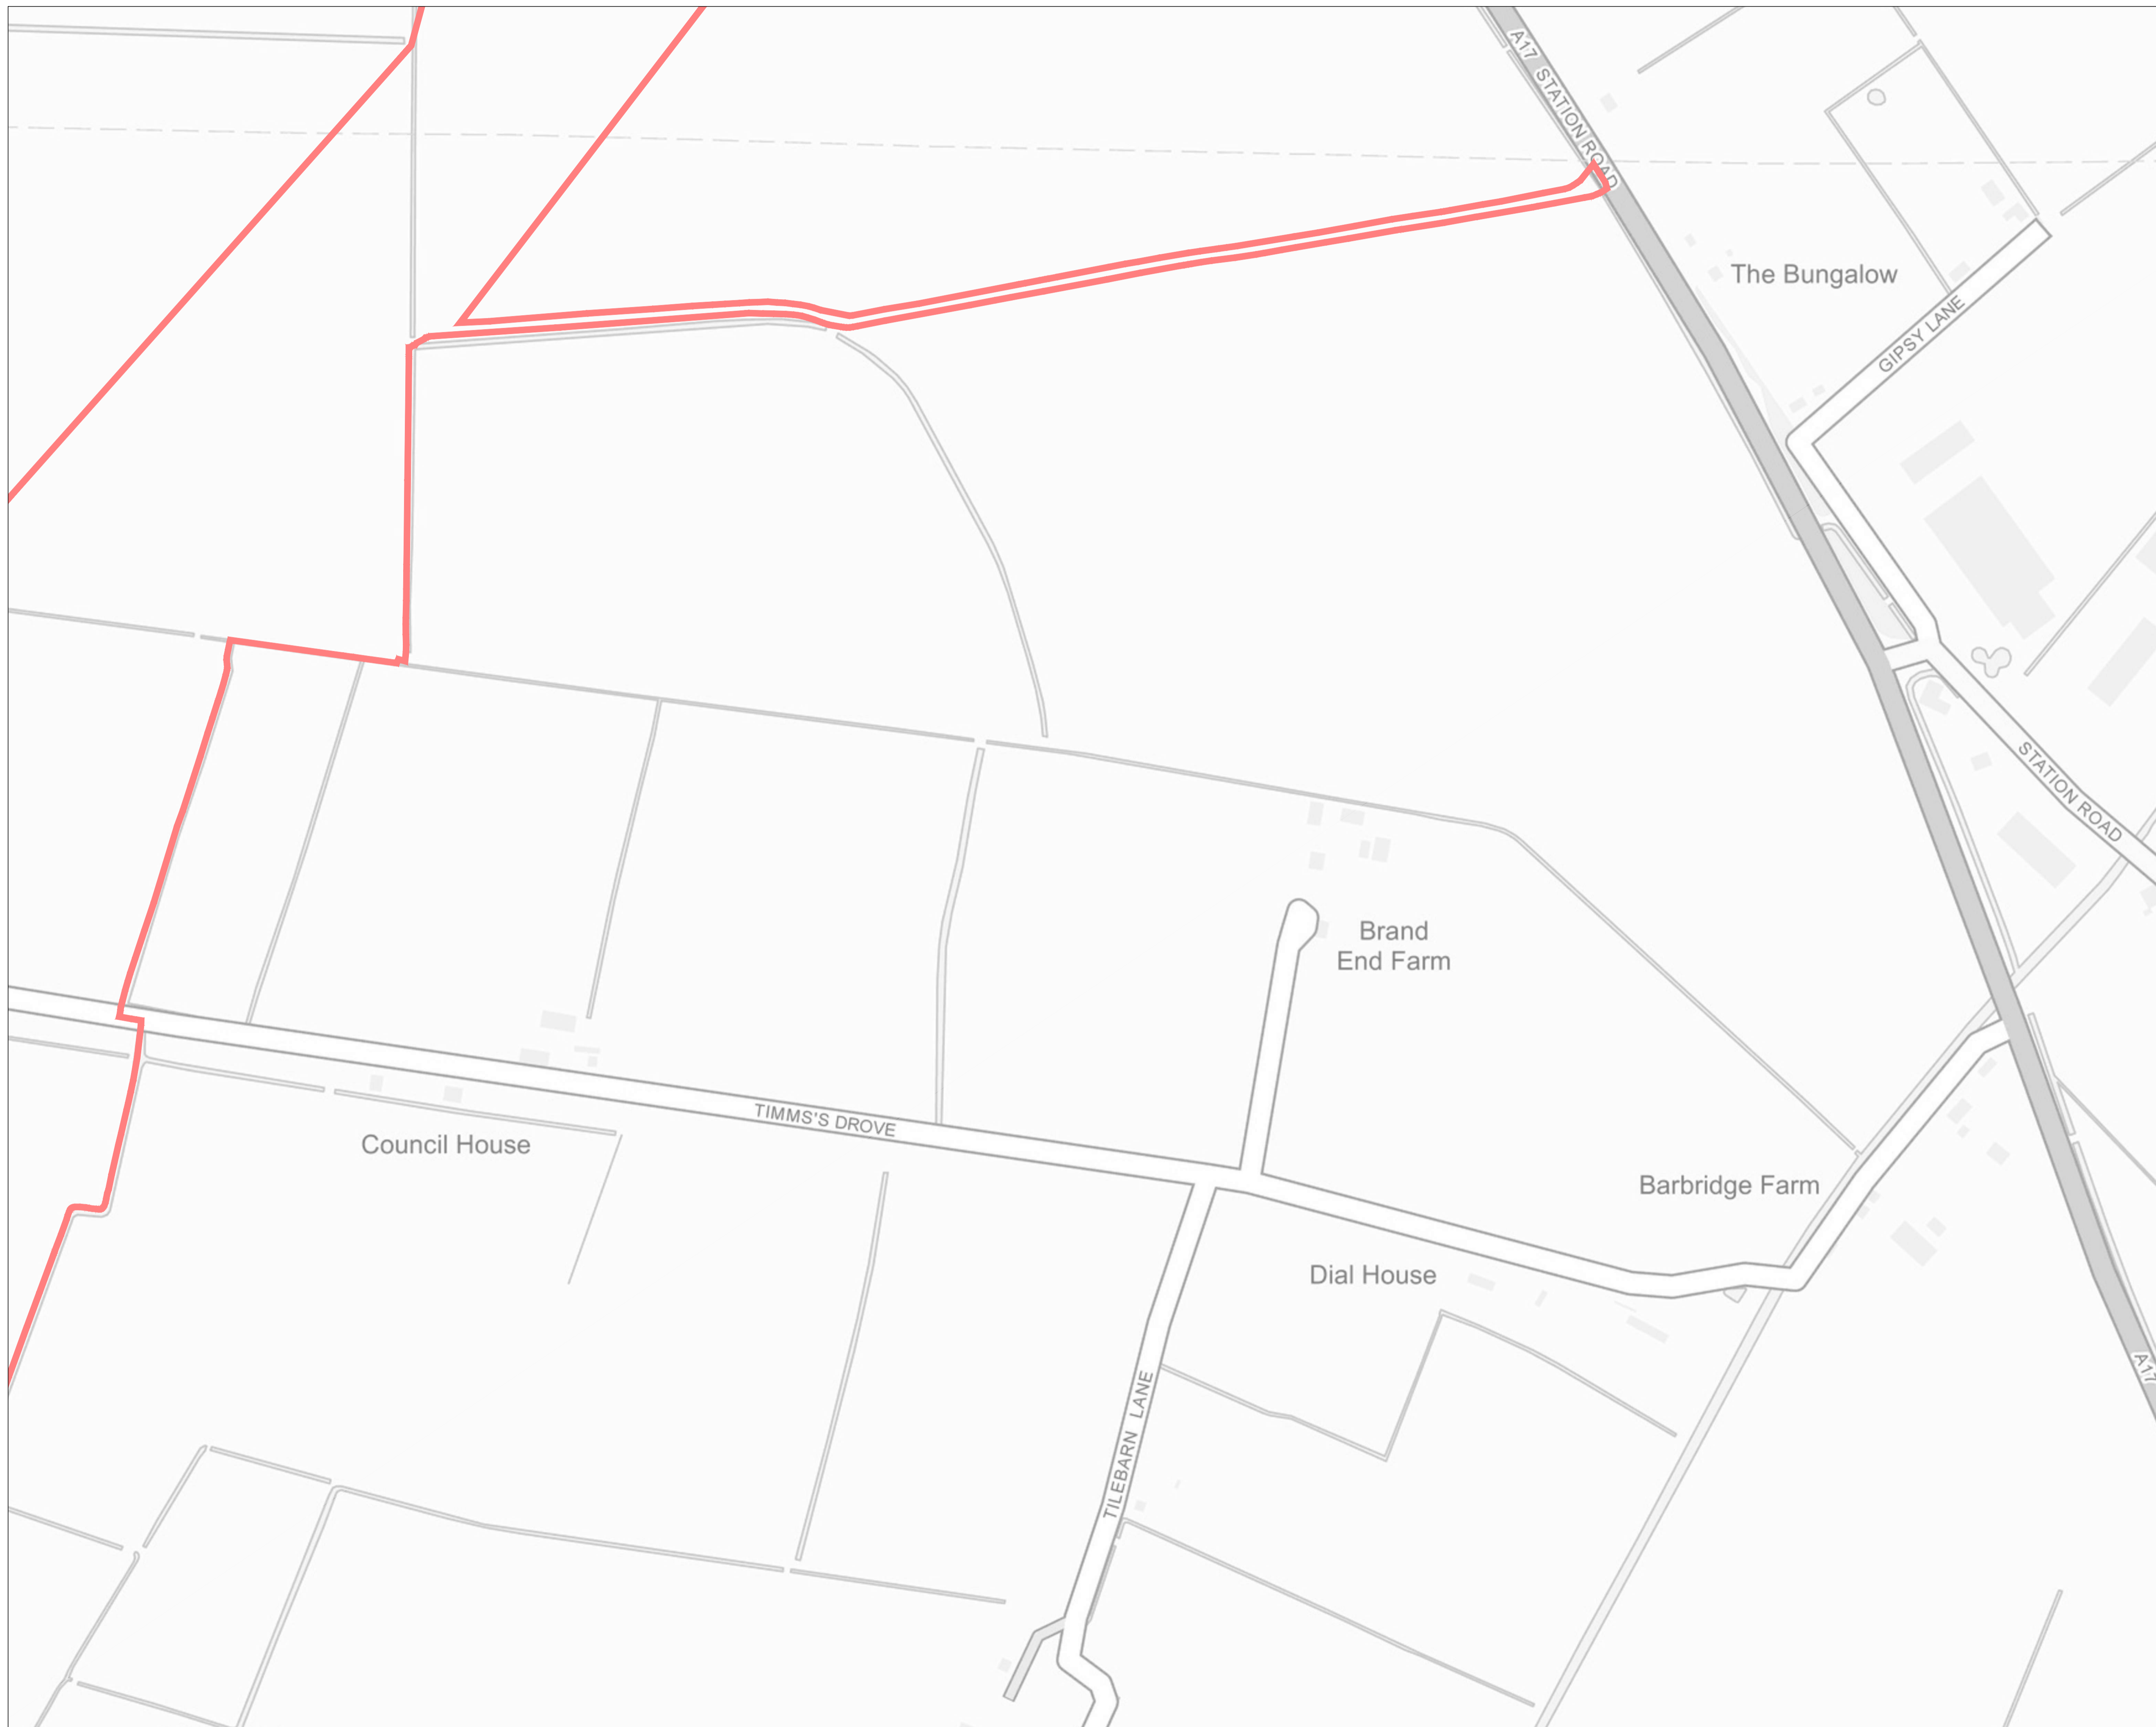 A17 STATION ROAD
The Bungalow
GIPSY LANE
STATION ROAD
Brand
End Farm
TIMMS'S DROVE
Council House
Barbridge Farm
Dial House
A17
TILEBARN LANE